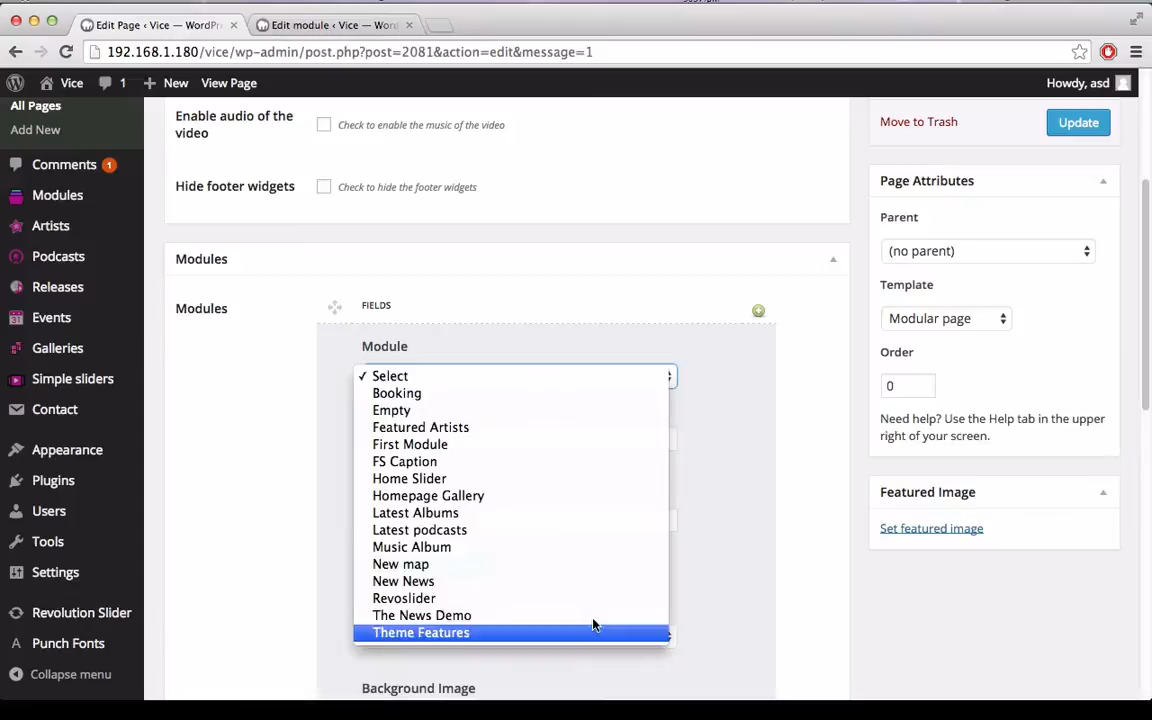 Edit Page ‹ Vice — WordPr
Edit module ‹ Vice — Word
192.168.1.180/vice/wp-admin/post.php?post=2081&action=edit&message=1
Vice 1 New View Page Howdy, asd
All Pages
Add New
Comments 1
Modules
Artists
Podcasts
Releases
Events
Galleries
Simple sliders
Contact
Appearance
Plugins
Users
Tools
Settings
Revolution Slider
Punch Fonts
Collapse menu
Enable audio of the
video
Check to enable the music of the video
Hide footer widgets
Check to hide the footer widgets
Modules
Modules
FIELDS
Module
Select
Booking
Empty
Featured Artists
First Module
FS Caption
Home Slider
Homepage Gallery
Latest Albums
Latest podcasts
Music Album
New map
New News
Revoslider
The News Demo
Theme Features
Background Image
Move to Trash
Update
Page Attributes
Parent
(no parent)
Template
Modular page
Order
0
Need help? Use the Help tab in the upper
right of your screen.
Featured Image
Set featured image